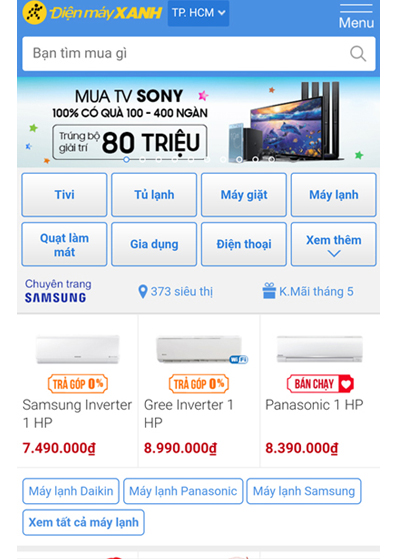 Điện máy XANH
TP. HCM
Menu
Bạn tìm mua gì
MUA TV SONY
100% CÓ QUÀ 100 - 400 NGÀN
Trúng bộ
giải trí
80 TRIỆU
Tivi
Tủ lạnh
Máy giặt
Máy lạnh
Quạt làm
mát
Gia dụng
Điện thoại
Xem thêm
Chuyên trang
SAMSUNG
373 siêu thị
K.Mãi tháng 5
WiFi
TRẢ GÓP 0%
TRẢ GÓP 0%
BÁN CHẠY
Samsung Inverter
1 HP
Gree Inverter 1
HP
Panasonic 1 HP
7.490.000₫
8.990.000₫
8.390.000₫
Máy lạnh Daikin
Máy lạnh Panasonic
Máy lạnh Samsung
Xem tất cả máy lạnh